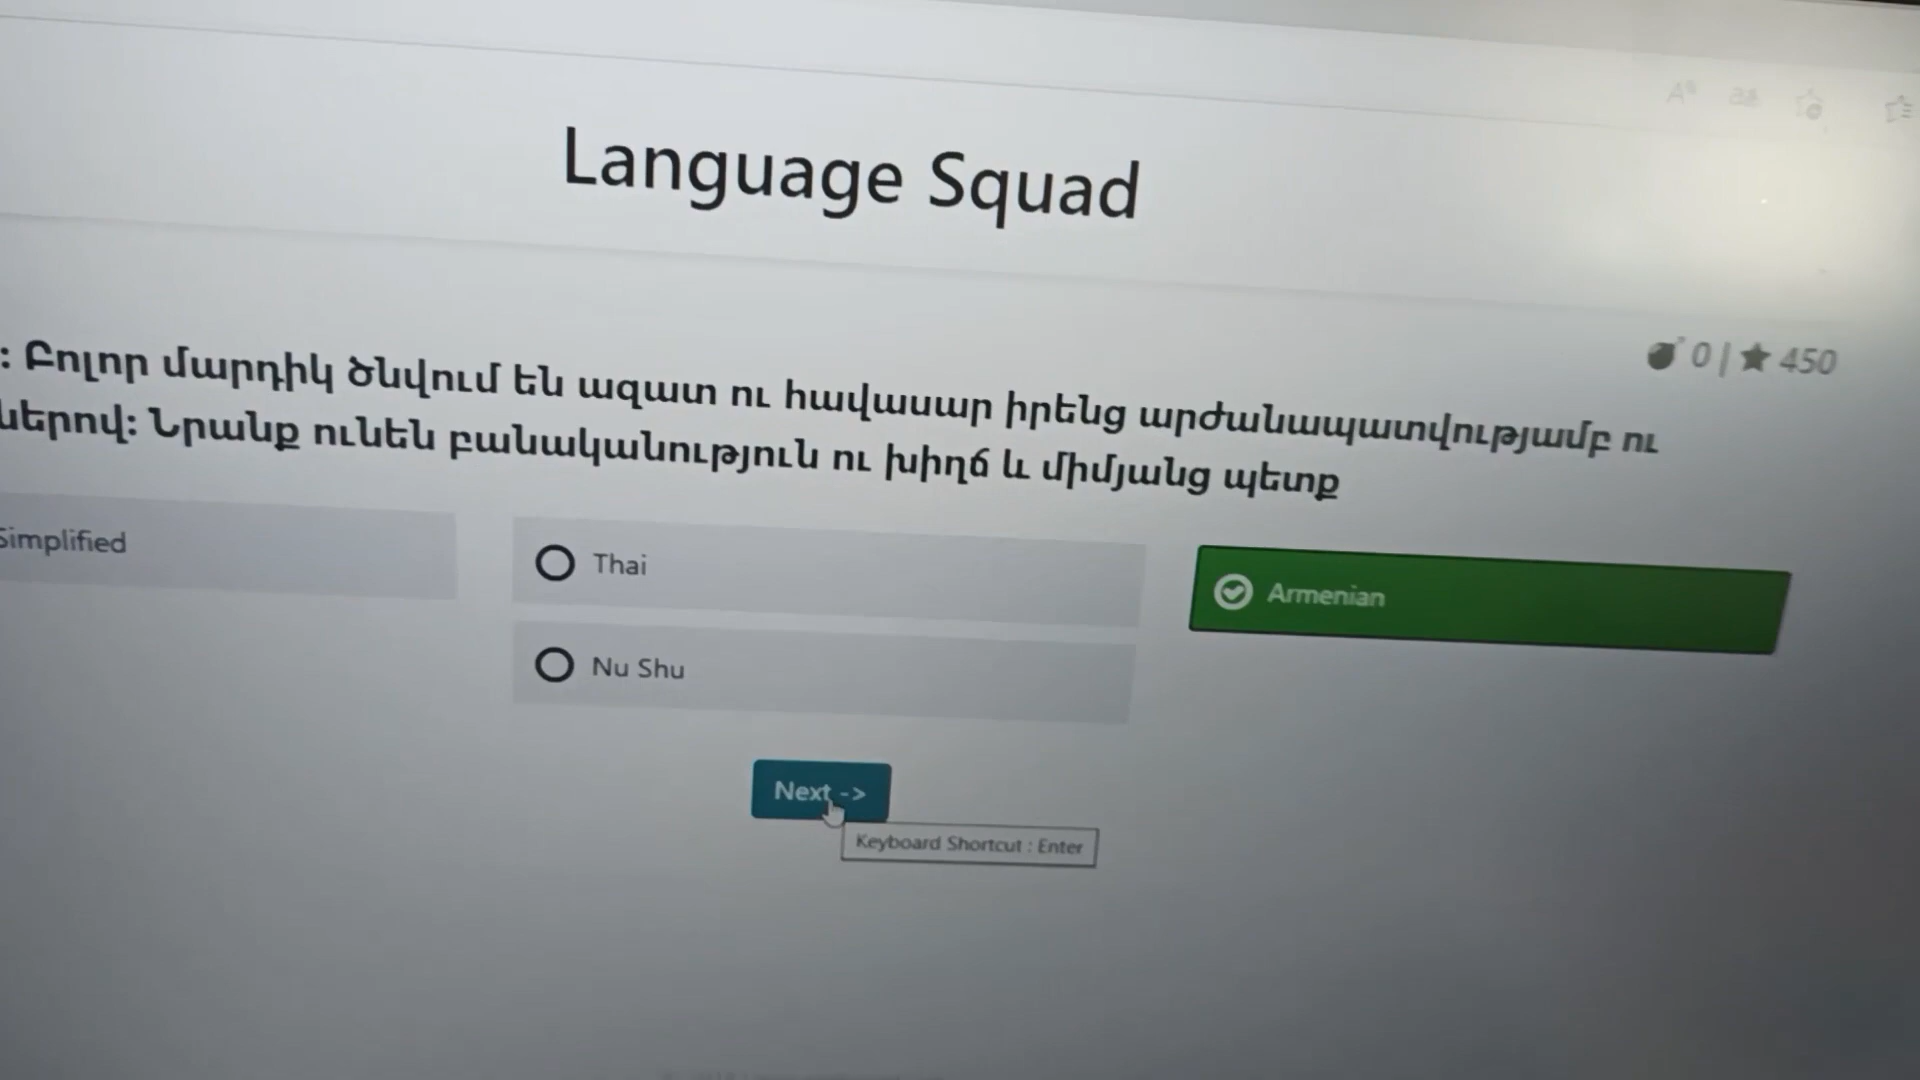 Language Squad
0 | 450
: Բոլոր մարդիկ ծնվում են ազատ ու հավասար իրենց արժանապատվությամբ ու
ներով: Նրանք ունեն բանականություն ու խիղճ և միմյանց պետք
Simplified
Thai
Armenian
Nu Shu
Next ->
Keyboard Shortcut : Enter